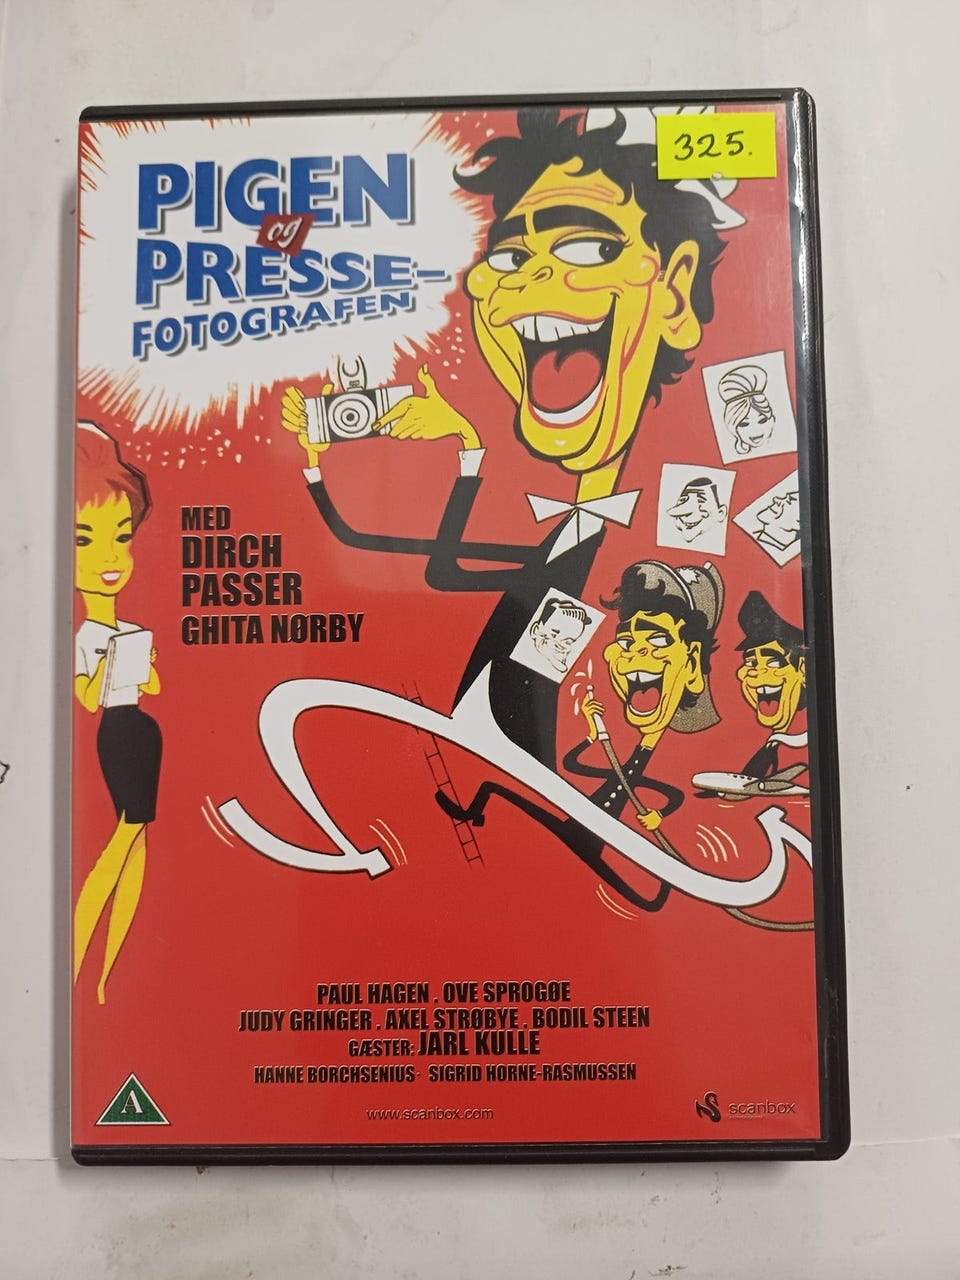 325.
PIGEN
og
PRESSE-
FOTOGRAFEN
MED
DIRCH
PASSER
GHITA NØRBY
PAUL HAGEN . OVE SPROGØE
JUDY GRINGER . AXEL STRØBYE . BODIL STEEN
GÆSTER: JARL KULLE
HANNE BORCHSENIUS · SIGRID HORNE-RASMUSSEN
A
www.scanbox.com
scanbox